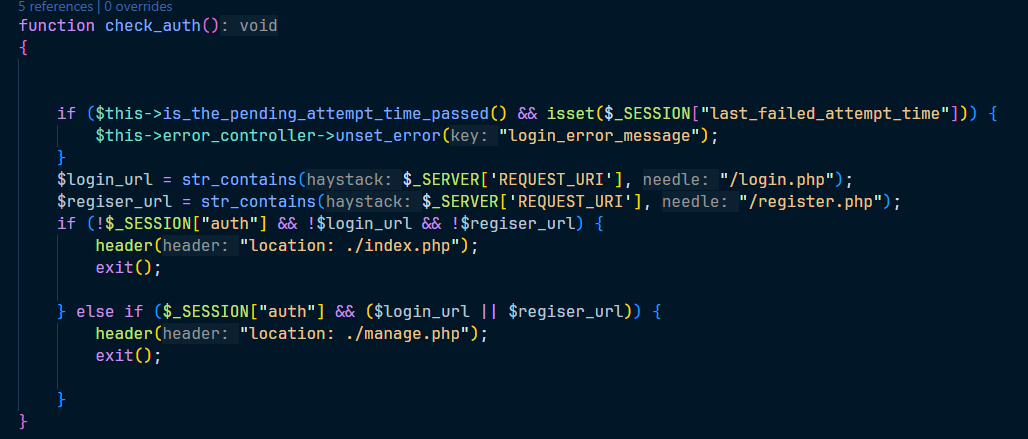 5 references | 0 overrides
function check_auth(): void
{
if ($this->is_the_pending_attempt_time_passed() && isset($_SESSION["last_failed_attempt_time"])) {
$this->error_controller->unset_error(key: "login_error_message");
}
$login_url = str_contains(haystack: $_SERVER['REQUEST_URI'], needle: "/login.php");
$regiser_url = str_contains(haystack: $_SERVER['REQUEST_URI'], needle: "/register.php");
if (!$_SESSION["auth"] && !$login_url && !$regiser_url) {
header(header: "location: ./index.php");
exit();
} else if ($_SESSION["auth"] && ($login_url || $regiser_url)) {
header(header: "location: ./manage.php");
exit();
}
}